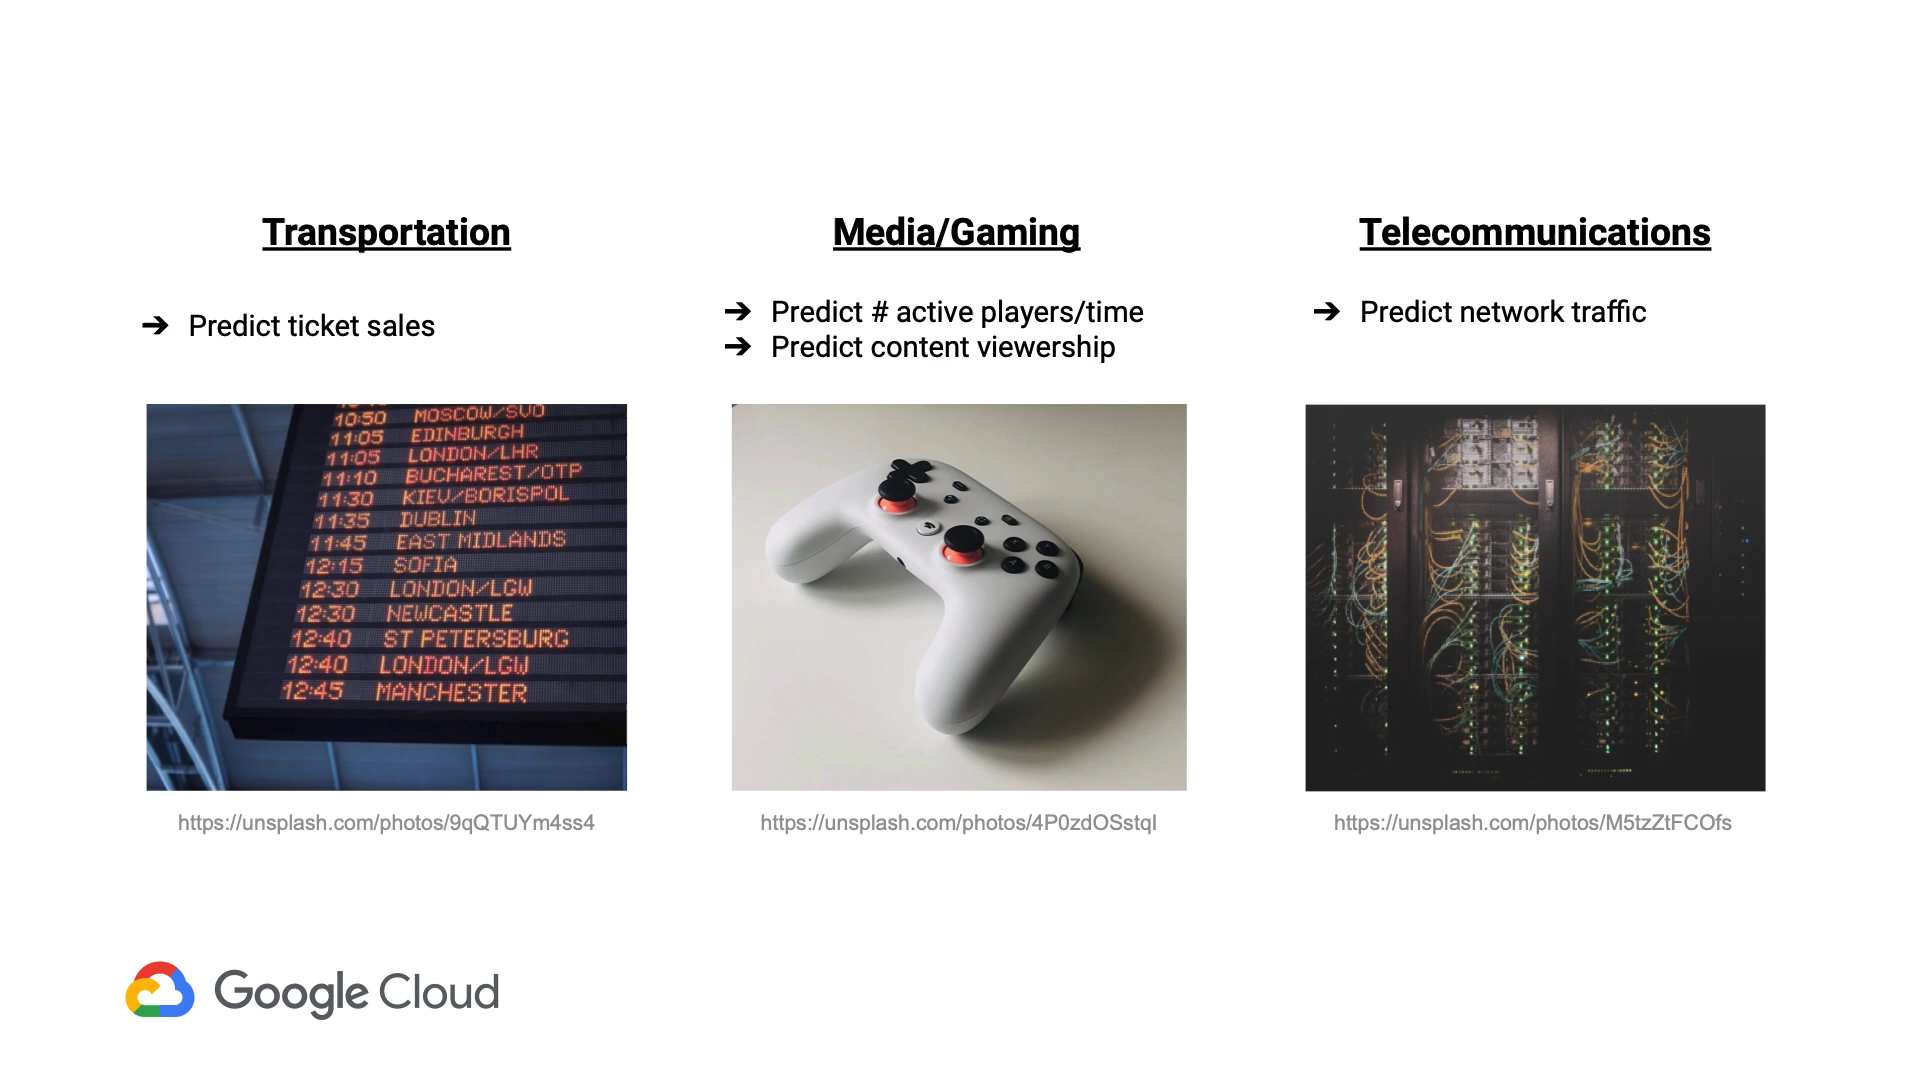 Transportation
➔ Predict ticket sales
10:50 MOSCOW/SVO
11:05 EDINBURGH
11:05 LONDON/LHR
11:10 BUCHAREST/OTP
11:30 KIEV/BORISPOL
11:35 DUBLIN
11:45 EAST MIDLANDS
12:15 SOFIA
12:30 LONDON/LGW
12:30 NEWCASTLE
12:40 ST PETERSBURG
12:40 LONDON/LGW
12:45 MANCHESTER
https://unsplash.com/photos/9qQTUYm4ss4
Media/Gaming
➔ Predict # active players/time
➔ Predict content viewership
https://unsplash.com/photos/4P0zdOSstqI
Telecommunications
➔ Predict network traffic
https://unsplash.com/photos/M5tzZtFCOfs
Google Cloud